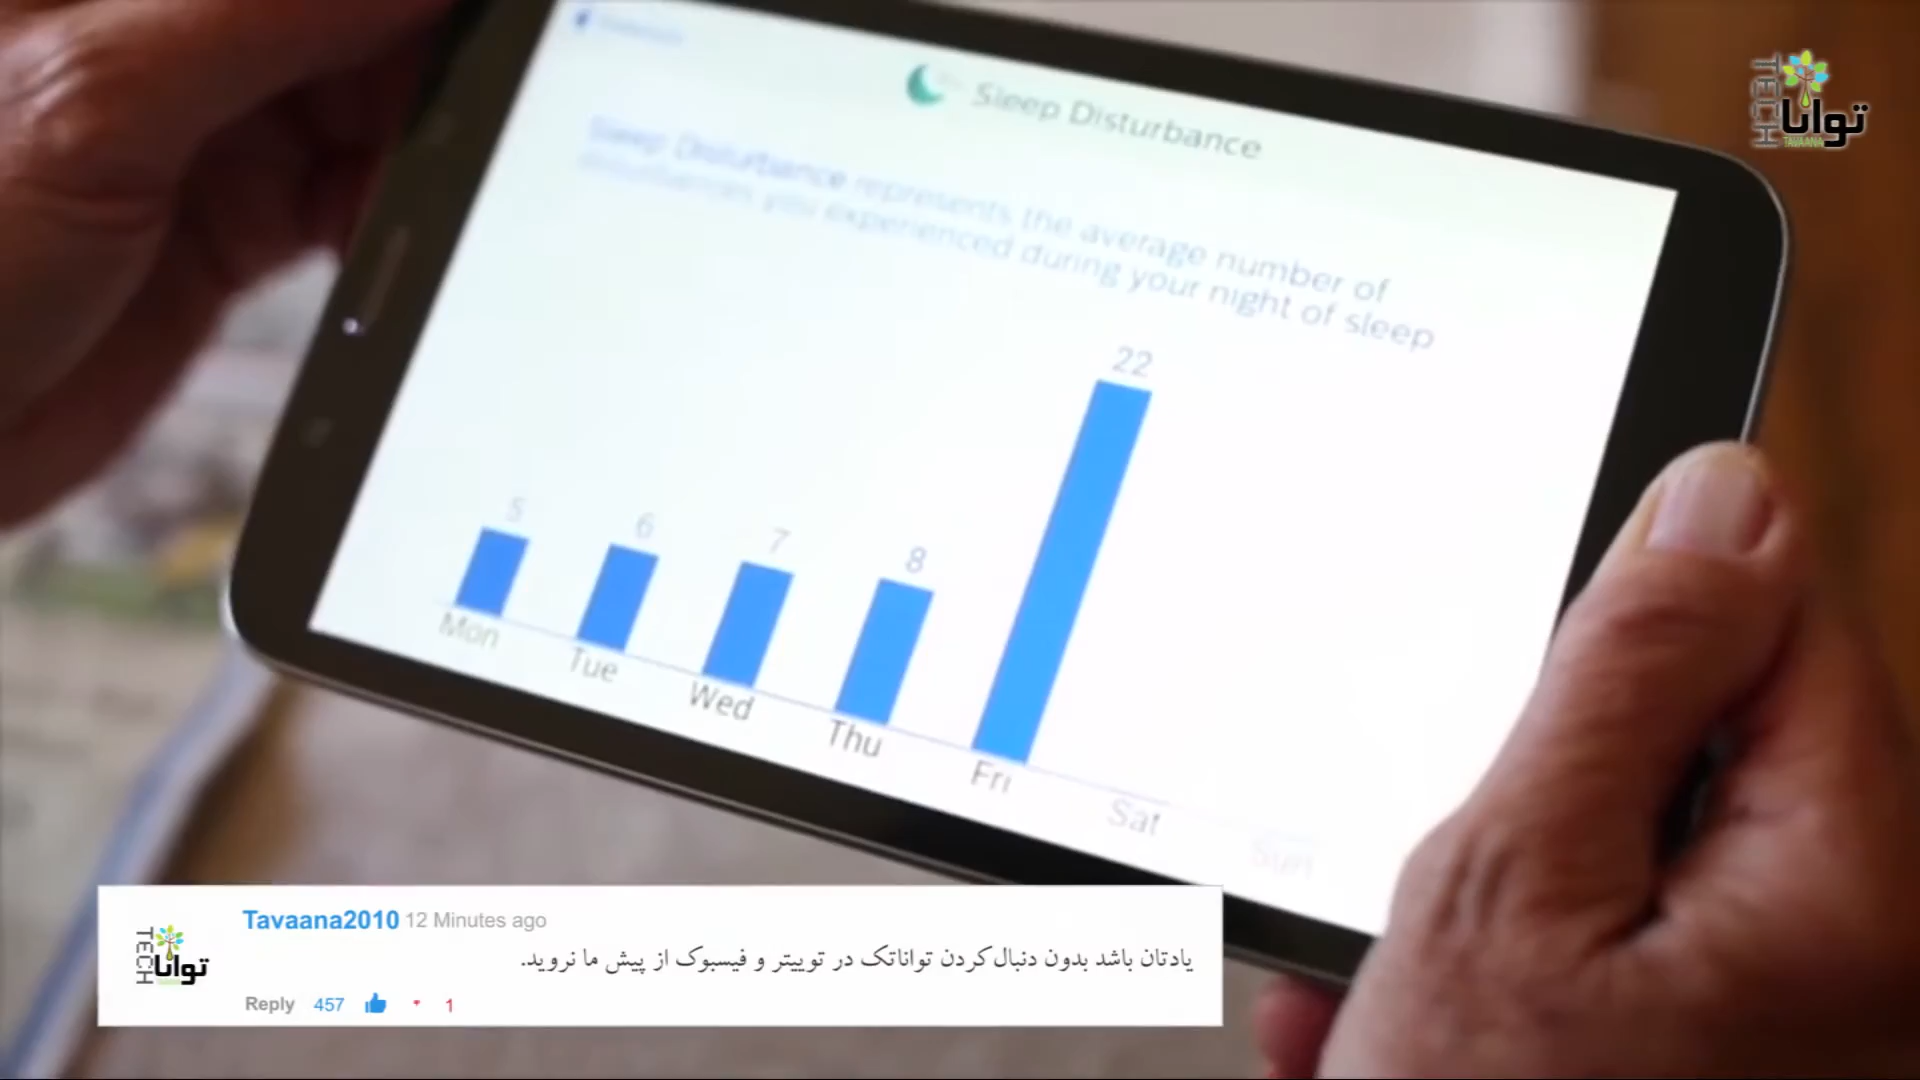 Sleep Disturbance
Sleep Disturbance represents the average number of
disturbances you experienced during your night of sleep
22
5
6
7
8
Mon
Tue
Wed
Thu
Fri
Sat
Sun
TECH
توانا
TAVAANA
Tavaana2010 12 Minutes ago
یادتان باشد بدون دنبال‌کردن تواناتک در توییتر و فیسبوک از پیش ما نروید.
TECH
توانا
Reply 457 1